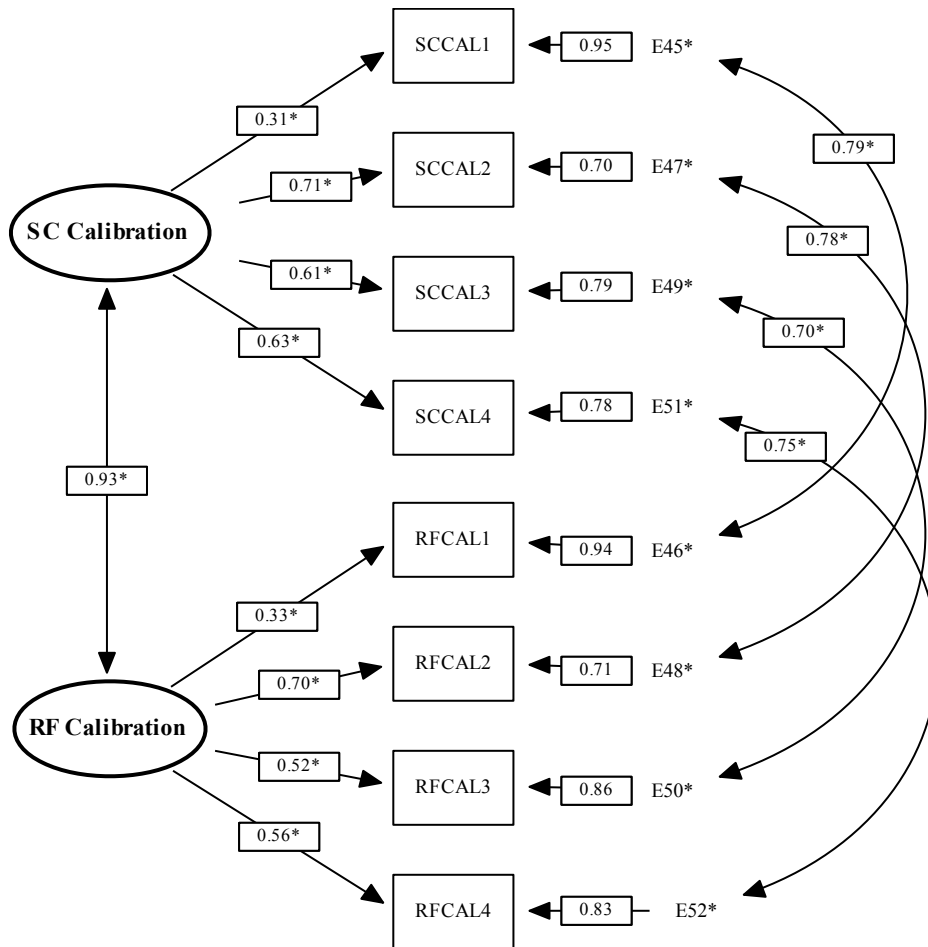 SCCAL1
0.95
E45*
0.31*
0.79*
SCCAL2
0.70
E47*
0.71*
SC Calibration
0.78*
SCCAL3
0.79
E49*
0.61*
0.70*
0.63*
SCCAL4
0.78
E51*
0.75*
0.93*
RFCAL1
0.94
E46*
0.33*
RFCAL2
0.71
E48*
0.70*
RF Calibration
0.52*
RFCAL3
0.86
E50*
0.56*
RFCAL4
0.83
E52*